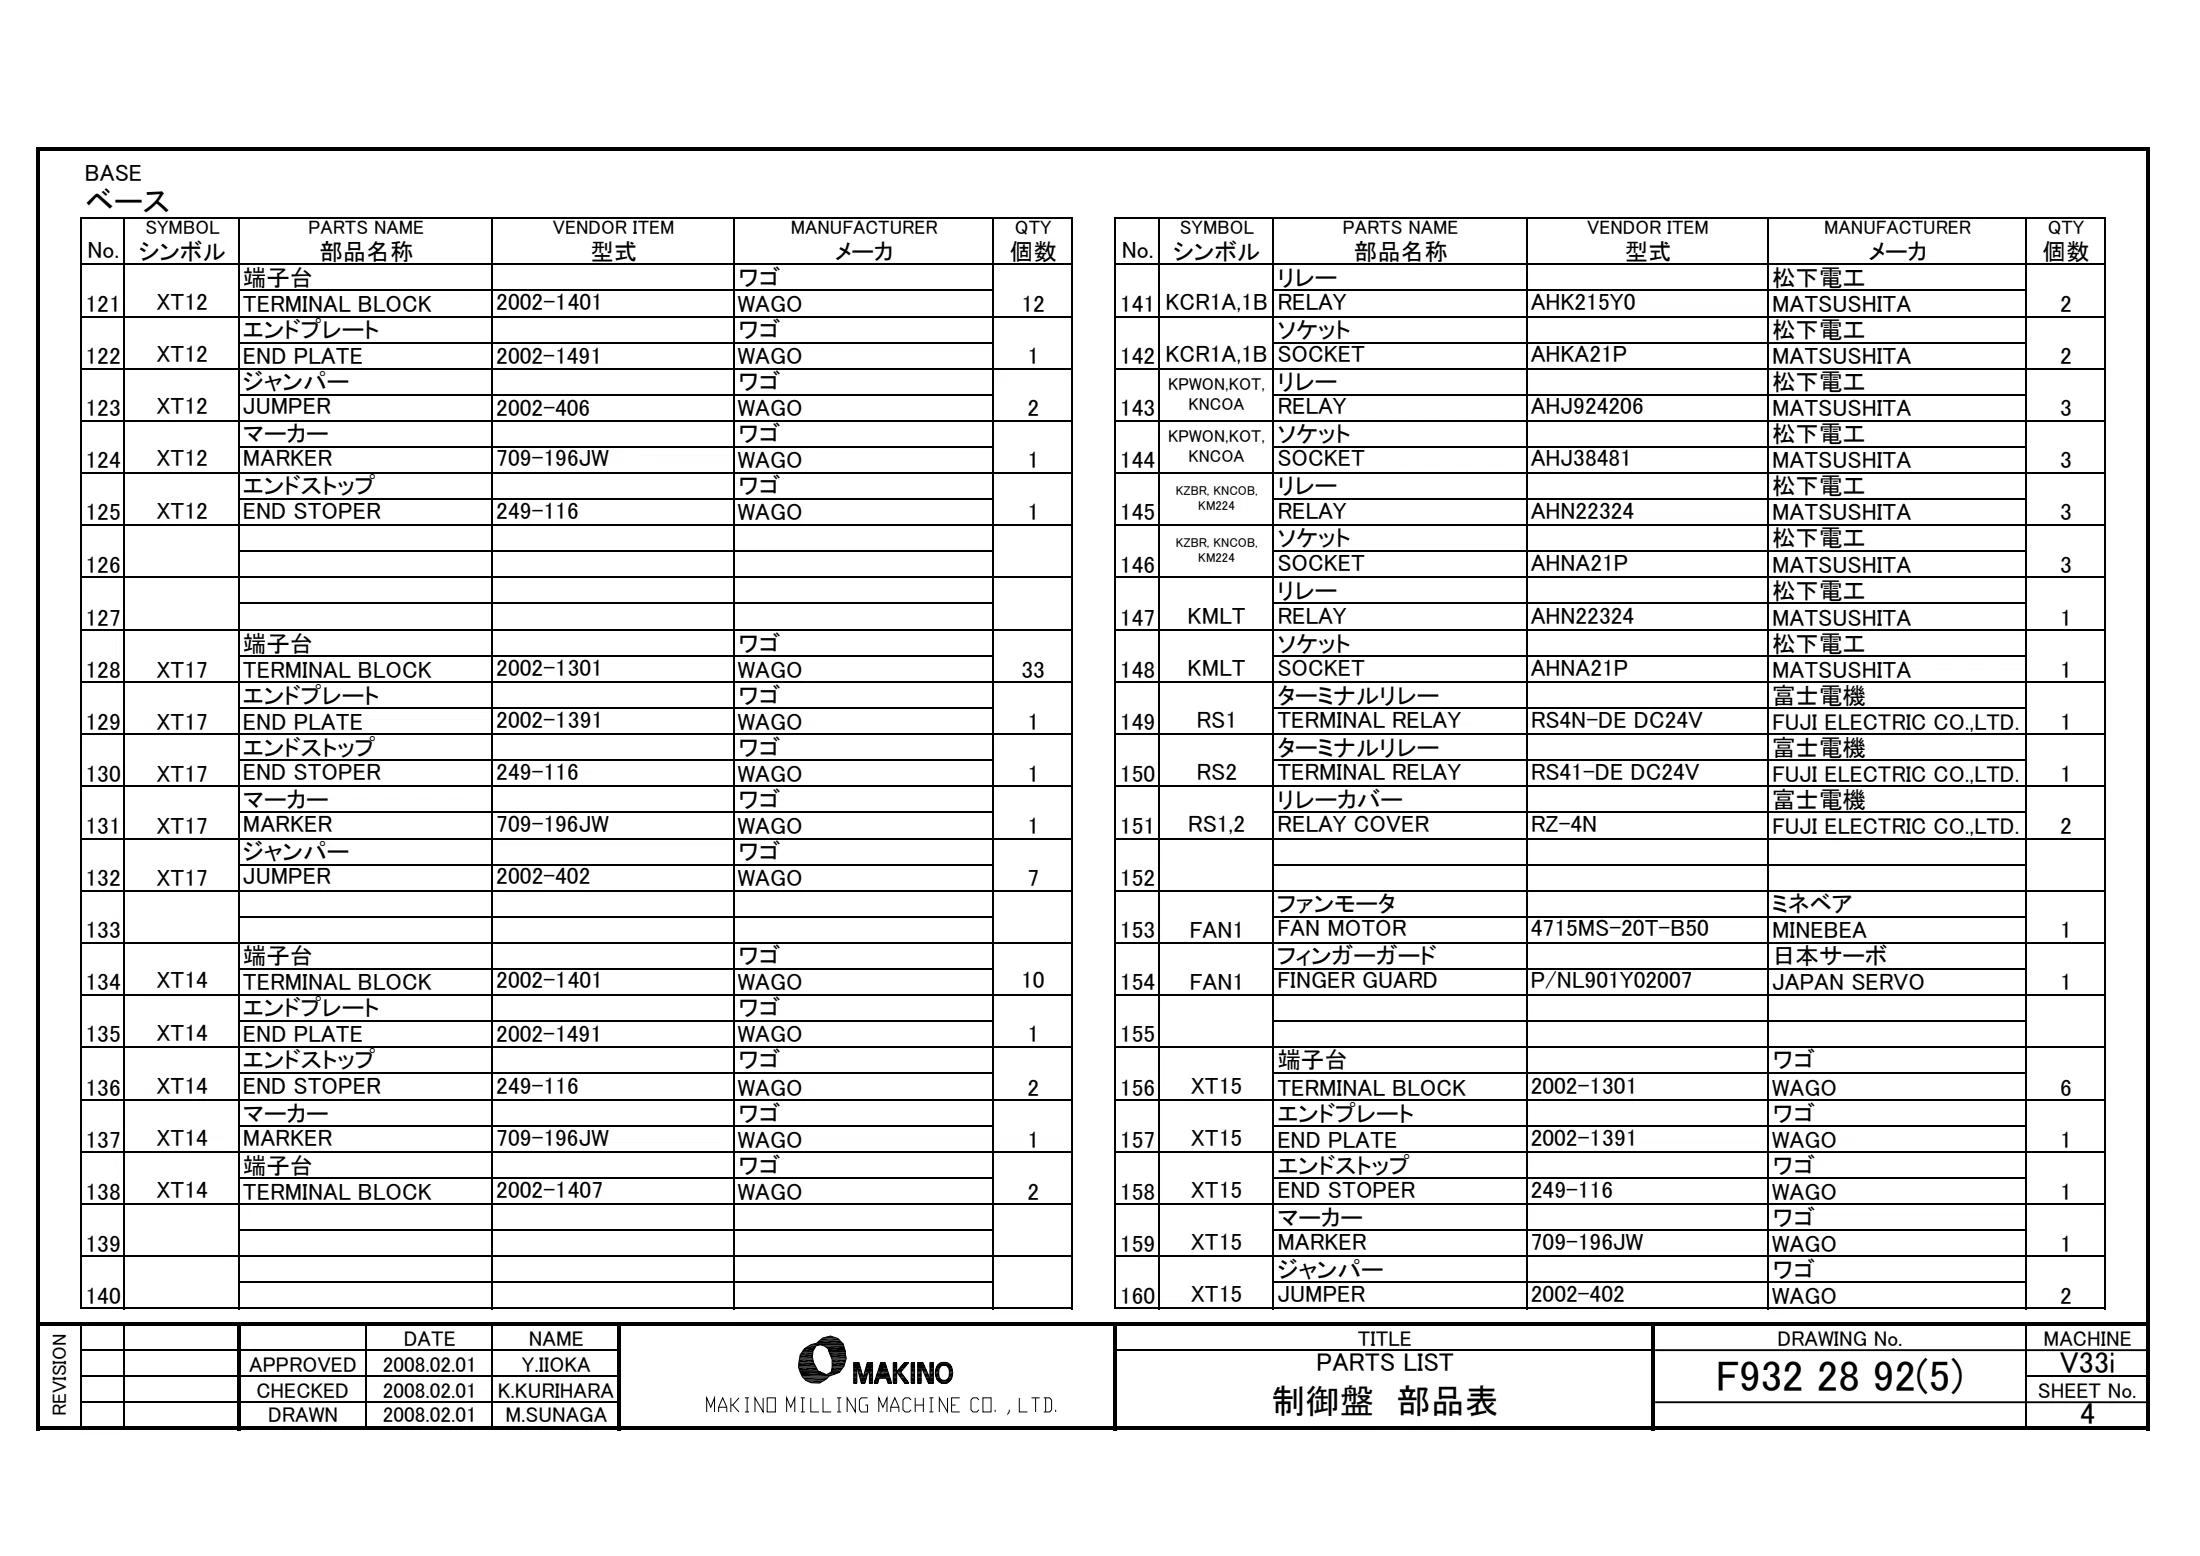 BASE
ベース
No. SYMBOL シンボル PARTS NAME 部品名称 VENDOR ITEM 型式 MANUFACTURER メーカ QTY 個数
端子台 ワゴ
121 XT12 TERMINAL BLOCK 2002-1401 WAGO 12
エンドプレート ワゴ
122 XT12 END PLATE 2002-1491 WAGO 1
ジャンパー ワゴ
123 XT12 JUMPER 2002-406 WAGO 2
マーカー ワゴ
124 XT12 MARKER 709-196JW WAGO 1
エンドストップ ワゴ
125 XT12 END STOPER 249-116 WAGO 1
126
127
端子台 ワゴ
128 XT17 TERMINAL BLOCK 2002-1301 WAGO 33
エンドプレート ワゴ
129 XT17 END PLATE 2002-1391 WAGO 1
エンドストップ ワゴ
130 XT17 END STOPER 249-116 WAGO 1
マーカー ワゴ
131 XT17 MARKER 709-196JW WAGO 1
ジャンパー ワゴ
132 XT17 JUMPER 2002-402 WAGO 7
133
端子台 ワゴ
134 XT14 TERMINAL BLOCK 2002-1401 WAGO 10
エンドプレート ワゴ
135 XT14 END PLATE 2002-1491 WAGO 1
エンドストップ ワゴ
136 XT14 END STOPER 249-116 WAGO 2
マーカー ワゴ
137 XT14 MARKER 709-196JW WAGO 1
端子台 ワゴ
138 XT14 TERMINAL BLOCK 2002-1407 WAGO 2
139
140
No. SYMBOL シンボル PARTS NAME 部品名称 VENDOR ITEM 型式 MANUFACTURER メーカ QTY 個数
リレー 松下電工
141 KCR1A,1B RELAY AHK215Y0 MATSUSHITA 2
ソケット 松下電工
142 KCR1A,1B SOCKET AHKA21P MATSUSHITA 2
KPWON,KOT, リレー 松下電工
143 KNCOA RELAY AHJ924206 MATSUSHITA 3
KPWON,KOT, ソケット 松下電工
144 KNCOA SOCKET AHJ38481 MATSUSHITA 3
KZBR, KNCOB, リレー 松下電工
145 KM224 RELAY AHN22324 MATSUSHITA 3
KZBR, KNCOB, ソケット 松下電工
146 KM224 SOCKET AHNA21P MATSUSHITA 3
リレー 松下電工
147 KMLT RELAY AHN22324 MATSUSHITA 1
ソケット 松下電工
148 KMLT SOCKET AHNA21P MATSUSHITA 1
ターミナルリレー 富士電機
149 RS1 TERMINAL RELAY RS4N-DE DC24V FUJI ELECTRIC CO.,LTD. 1
ターミナルリレー 富士電機
150 RS2 TERMINAL RELAY RS41-DE DC24V FUJI ELECTRIC CO.,LTD. 1
リレーカバー 富士電機
151 RS1,2 RELAY COVER RZ-4N FUJI ELECTRIC CO.,LTD. 2
152
ファンモータ ミネベア
153 FAN1 FAN MOTOR 4715MS-20T-B50 MINEBEA 1
フィンガーガード 日本サーボ
154 FAN1 FINGER GUARD P/NL901Y02007 JAPAN SERVO 1
155
端子台 ワゴ
156 XT15 TERMINAL BLOCK 2002-1301 WAGO 6
エンドプレート ワゴ
157 XT15 END PLATE 2002-1391 WAGO 1
エンドストップ ワゴ
158 XT15 END STOPER 249-116 WAGO 1
マーカー ワゴ
159 XT15 MARKER 709-196JW WAGO 1
ジャンパー ワゴ
160 XT15 JUMPER 2002-402 WAGO 2
REVISION
DATE NAME
APPROVED 2008.02.01 Y.IIOKA
CHECKED 2008.02.01 K.KURIHARA
DRAWN 2008.02.01 M.SUNAGA
MAKINO
MAKINO MILLING MACHINE CO. ,LTD.
TITLE
PARTS LIST
制御盤 部品表
DRAWING No.
F932 28 92(5)
MACHINE
V33i
SHEET No.
4